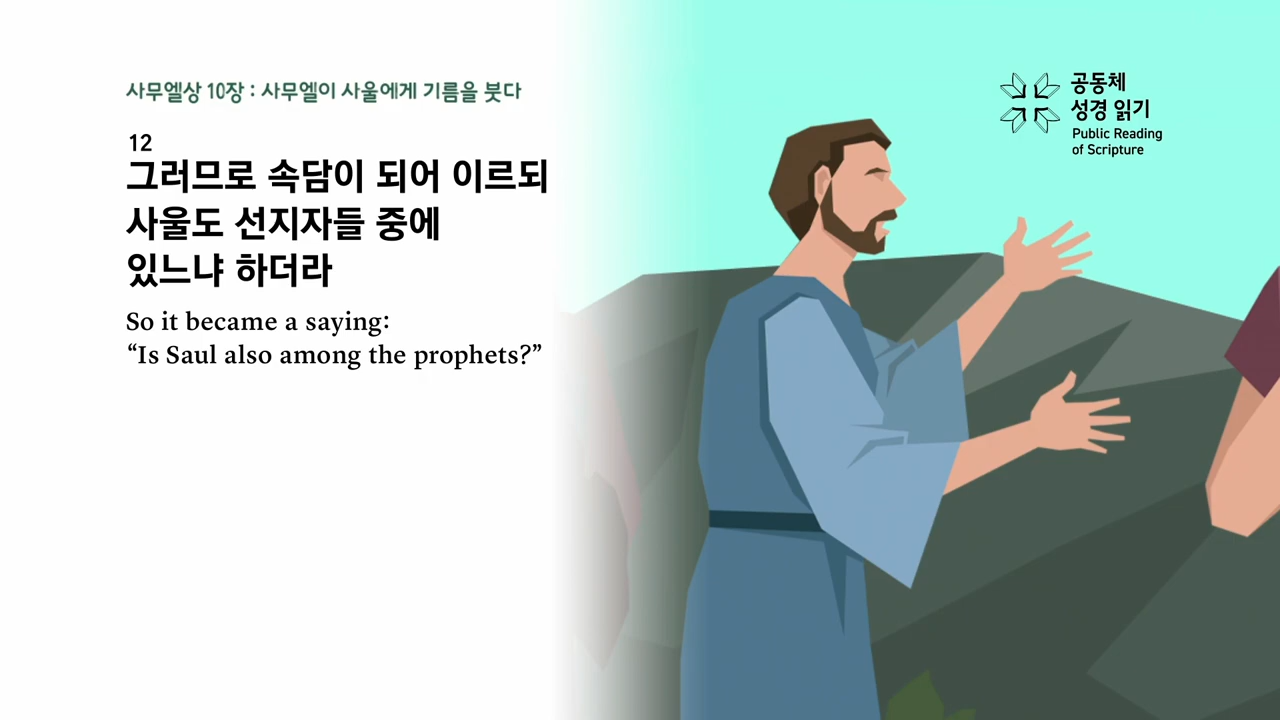 사무엘상 10장 : 사무엘이 사울에게 기름을 붓다
12
그러므로 속담이 되어 이르되
사울도 선지자들 중에
있느냐 하더라
So it became a saying:
“Is Saul also among the prophets?”
공동체
성경 읽기
Public Reading
of Scripture